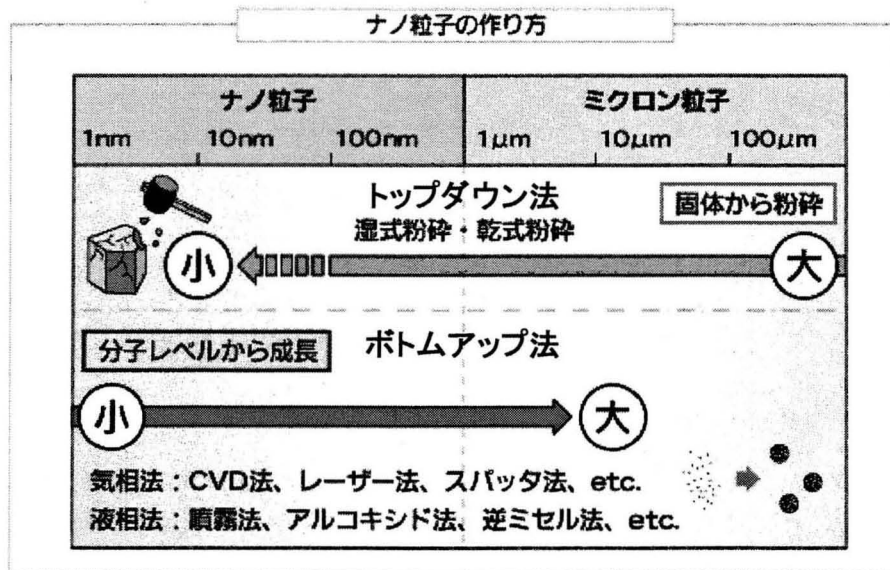 ナノ粒子の作り方
ナノ粒子 ミクロン粒子
1nm 10nm 100nm 1μm 10μm 100μm
トップダウン法
固体から粉砕
湿式粉砕・乾式粉砕
小 大
分子レベルから成長
ボトムアップ法
小 大
気相法：CVD法、レーザー法、スパッタ法、etc.
液相法：噴霧法、アルコキシド法、逆ミセル法、etc.